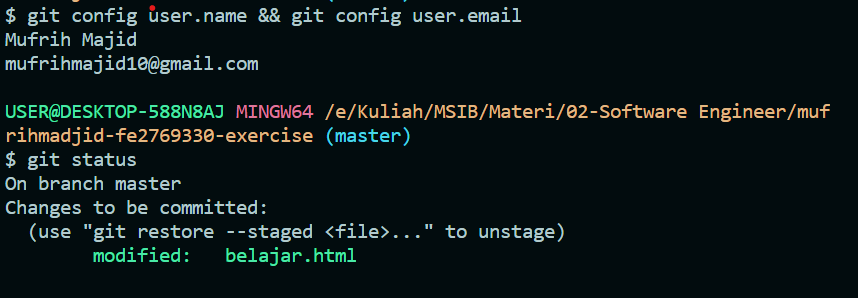 $ git config user.name && git config user.email
Mufrih Majid
mufrihmajid10@gmail.com
USER@DESKTOP-588N8AJ MINGW64 /e/Kuliah/MSIB/Materi/02-Software Engineer/muf
rihmadjid-fe2769330-exercise (master)
$ git status
On branch master
Changes to be committed:
  (use "git restore --staged <file>..." to unstage)
        modified:   belajar.html